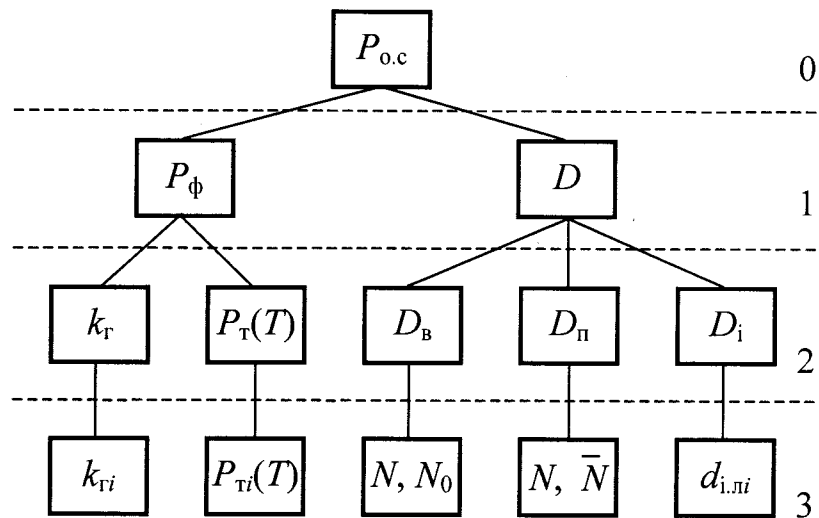 P_о.с
0
P_ф D
1
k_г P_т(T) D_в D_п D_і
2
k_гi P_тi(T) N, N_0 N, N̅ d_і.лi
3